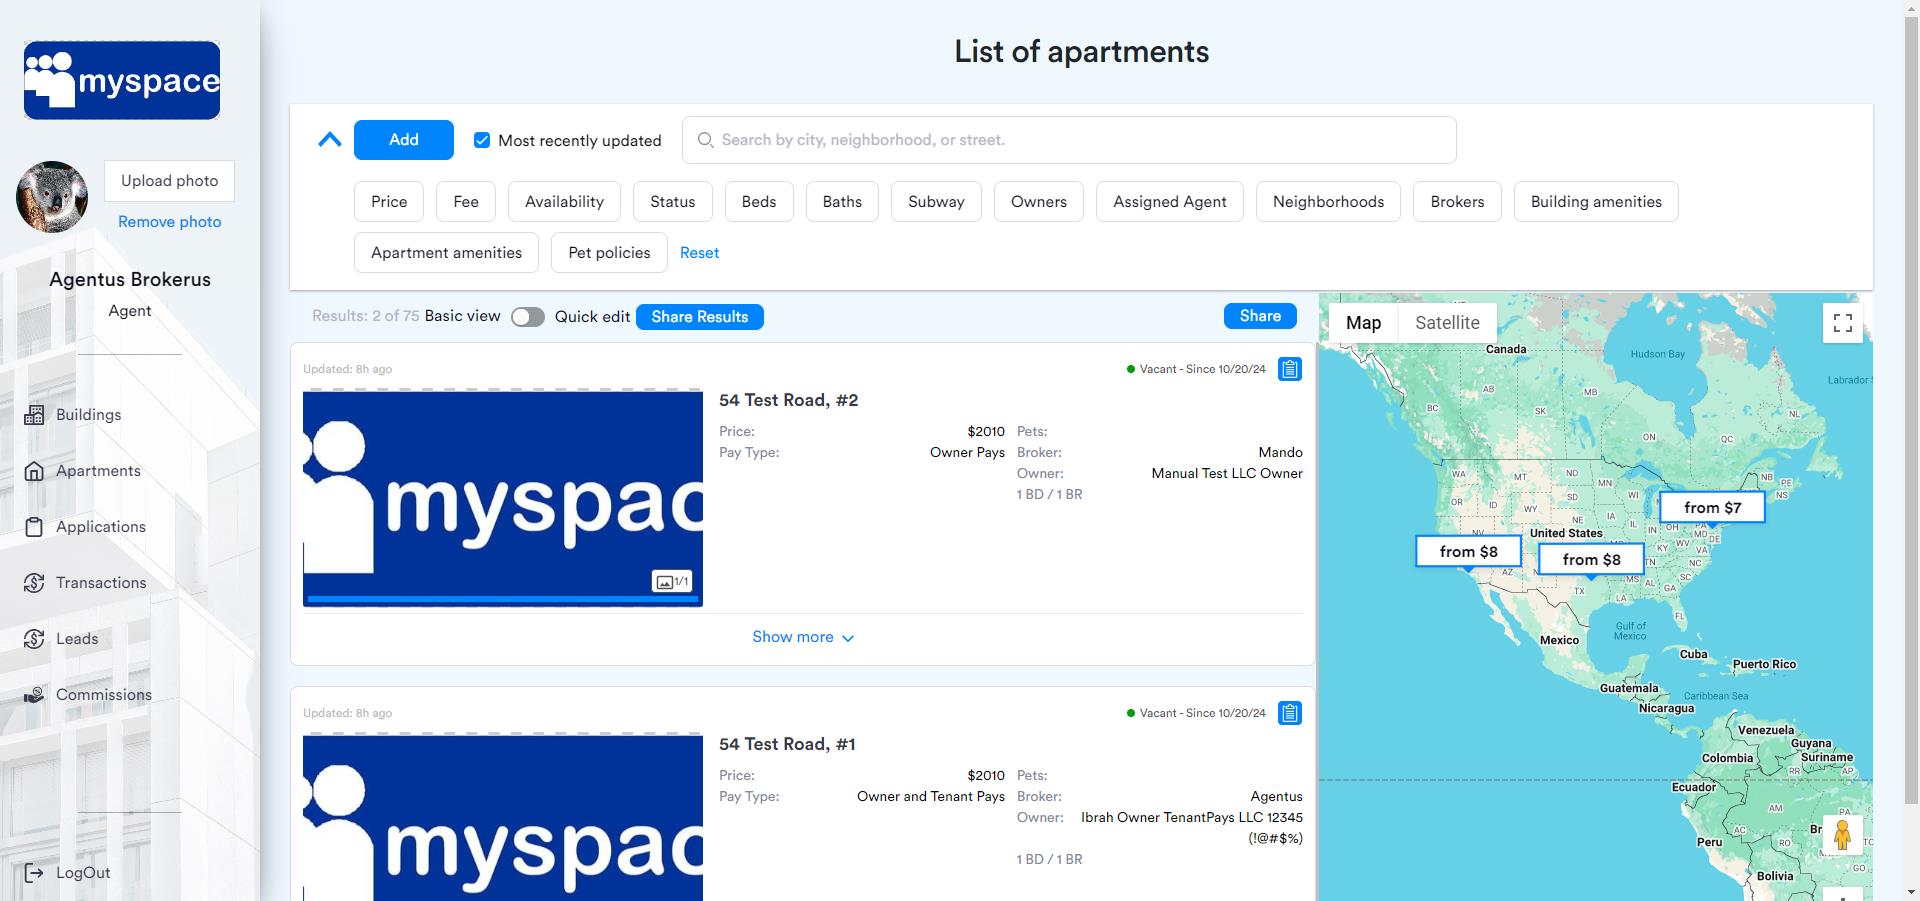 myspace
List of apartments
Add
Most recently updated
Search by city, neighborhood, or street.
Upload photo
Remove photo
Price
Fee
Availability
Status
Beds
Baths
Subway
Owners
Assigned Agent
Neighborhoods
Brokers
Building amenities
Apartment amenities
Pet policies
Reset
Agentus Brokerus
Agent
Buildings
Apartments
Applications
Transactions
Leads
Commissions
LogOut
Results: 2 of 75 Basic view
Quick edit
Share Results
Share
Updated: 8h ago
Vacant - Since 10/20/24
myspac
1/1
54 Test Road, #2
Price: $2010
Pay Type: Owner Pays
Pets:
Broker: Mando
Owner: Manual Test LLC Owner
1 BD / 1 BR
Show more
Updated: 8h ago
Vacant - Since 10/20/24
myspac
54 Test Road, #1
Price: $2010
Pay Type: Owner and Tenant Pays
Pets:
Broker: Agentus
Owner: Ibrah Owner TenantPays LLC 12345
(!@#$%)
1 BD / 1 BR
Map
Satellite
Canada
Hudson Bay
Labrador
AB
BC
SK
MB
ON
QC
NL
NB
PE
NS
WA
MT
ND
MN
OR
ID
WY
SD
WI
from $7
NE
IA
IL
IN
OH
PA
MD
DE
NV
United States
KY
WV
VA
from $8
from $8
AZ
TN
NC
MS
AL
SC
GA
TX
LA
FL
Gulf of
Mexico
Mexico
Cuba
Puerto Rico
Guatemala
Caribbean Sea
Nicaragua
Venezuela
Guyana
Colombia
Suriname
RR
AP
Ecuador
AM
PA
AC
Br
Peru
RO
TO
GO
Bolivia